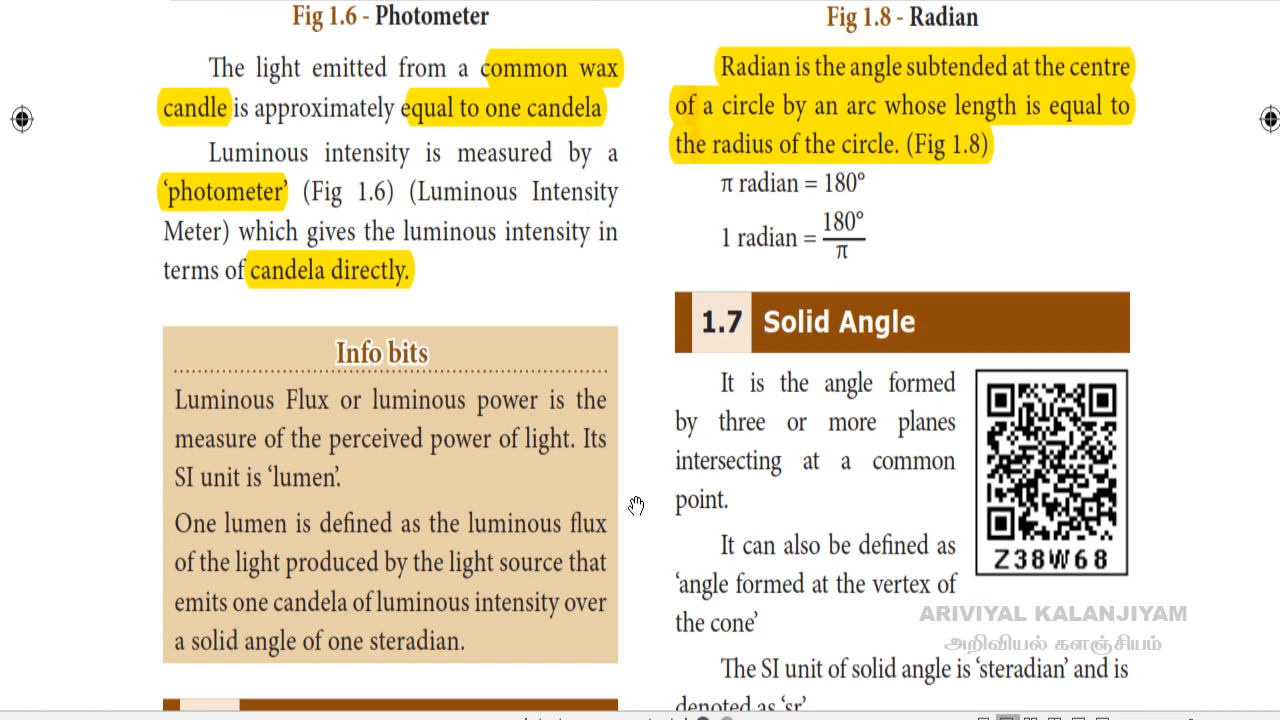 Fig 1.6 - Photometer
The light emitted from a common wax
candle is approximately equal to one candela
Luminous intensity is measured by a
‘photometer’ (Fig 1.6) (Luminous Intensity
Meter) which gives the luminous intensity in
terms of candela directly.
Info bits
Luminous Flux or luminous power is the
measure of the perceived power of light. Its
SI unit is ‘lumen’.
One lumen is defined as the luminous flux
of the light produced by the light source that
emits one candela of luminous intensity over
a solid angle of one steradian.
Fig 1.8 - Radian
Radian is the angle subtended at the centre
of a circle by an arc whose length is equal to
the radius of the circle. (Fig 1.8)
π radian = 180°
1 radian = 180°/π
1.7 Solid Angle
It is the angle formed
by three or more planes
intersecting at a common
point.
Z38W68
It can also be defined as
‘angle formed at the vertex of
the cone’
ARIVIYAL KALANJIYAM
அறிவியல் களஞ்சியம்
The SI unit of solid angle is ‘steradian’ and is
denoted as ‘sr’